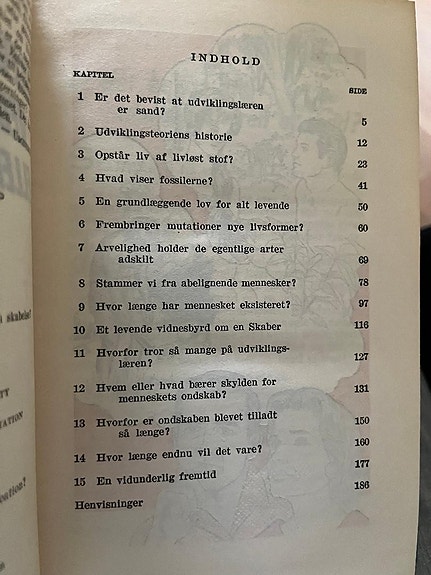 INDHOLD
KAPITEL SIDE
1 Er det bevist at udviklingslæren
er sand? 5
2 Udviklingsteoriens historie 12
3 Opstår liv af livløst stof? 23
4 Hvad viser fossilerne? 41
5 En grundlæggende lov for alt levende 50
6 Frembringer mutationer nye livsformer? 60
7 Arvelighed holder de egentlige arter
adskilt 69
8 Stammer vi fra abelignende mennesker? 78
9 Hvor længe har mennesket eksisteret? 97
10 Et levende vidnesbyrd om en Skaber 116
11 Hvorfor tror så mange på udviklings-
læren? 127
12 Hvem eller hvad bærer skylden for
menneskets ondskab? 131
13 Hvorfor er ondskaben blevet tilladt
så længe? 150
14 Hvor længe endnu vil det vare? 160
15 En vidunderlig fremtid 177
Henvisninger 186